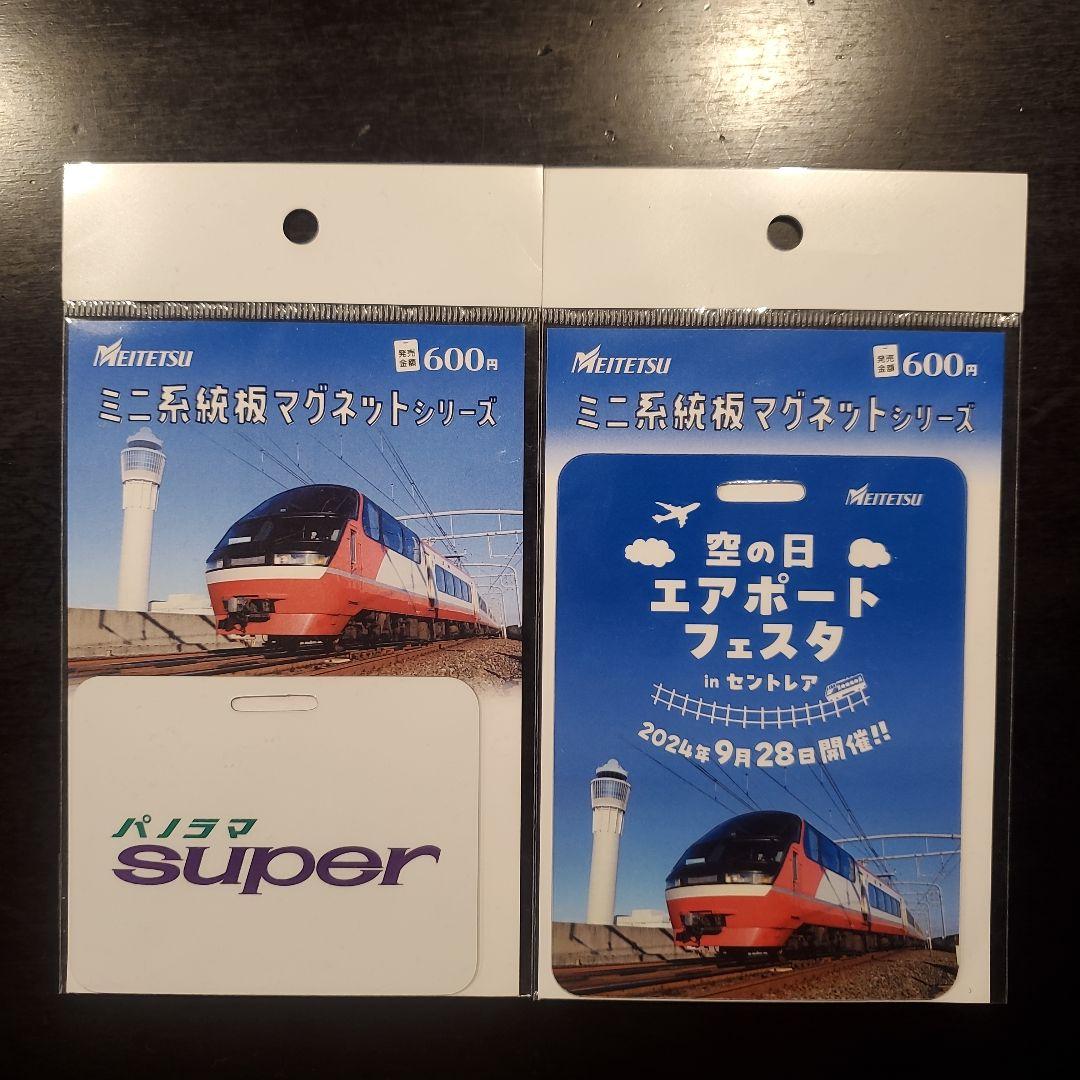 MEITETSU
発売
金額
600円
ミニ系統板マグネットシリーズ
パノラマ
super
MEITETSU
発売
金額
600円
ミニ系統板マグネットシリーズ
MEITETSU
空の日
エアポート
フェスタ
in セントレア
2024年9月28日開催!!